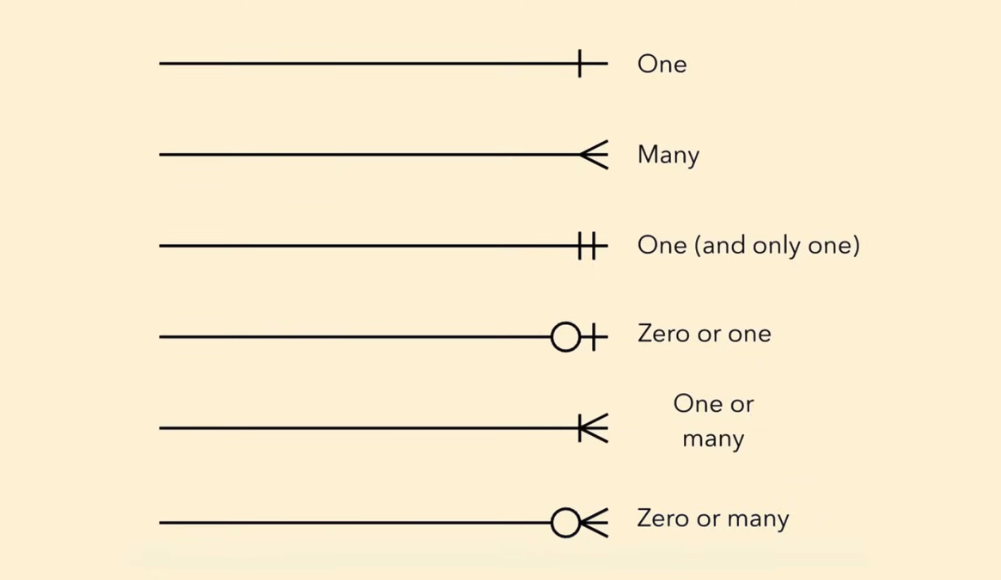 One
Many
One (and only one)
Zero or one
One or
many
Zero or many